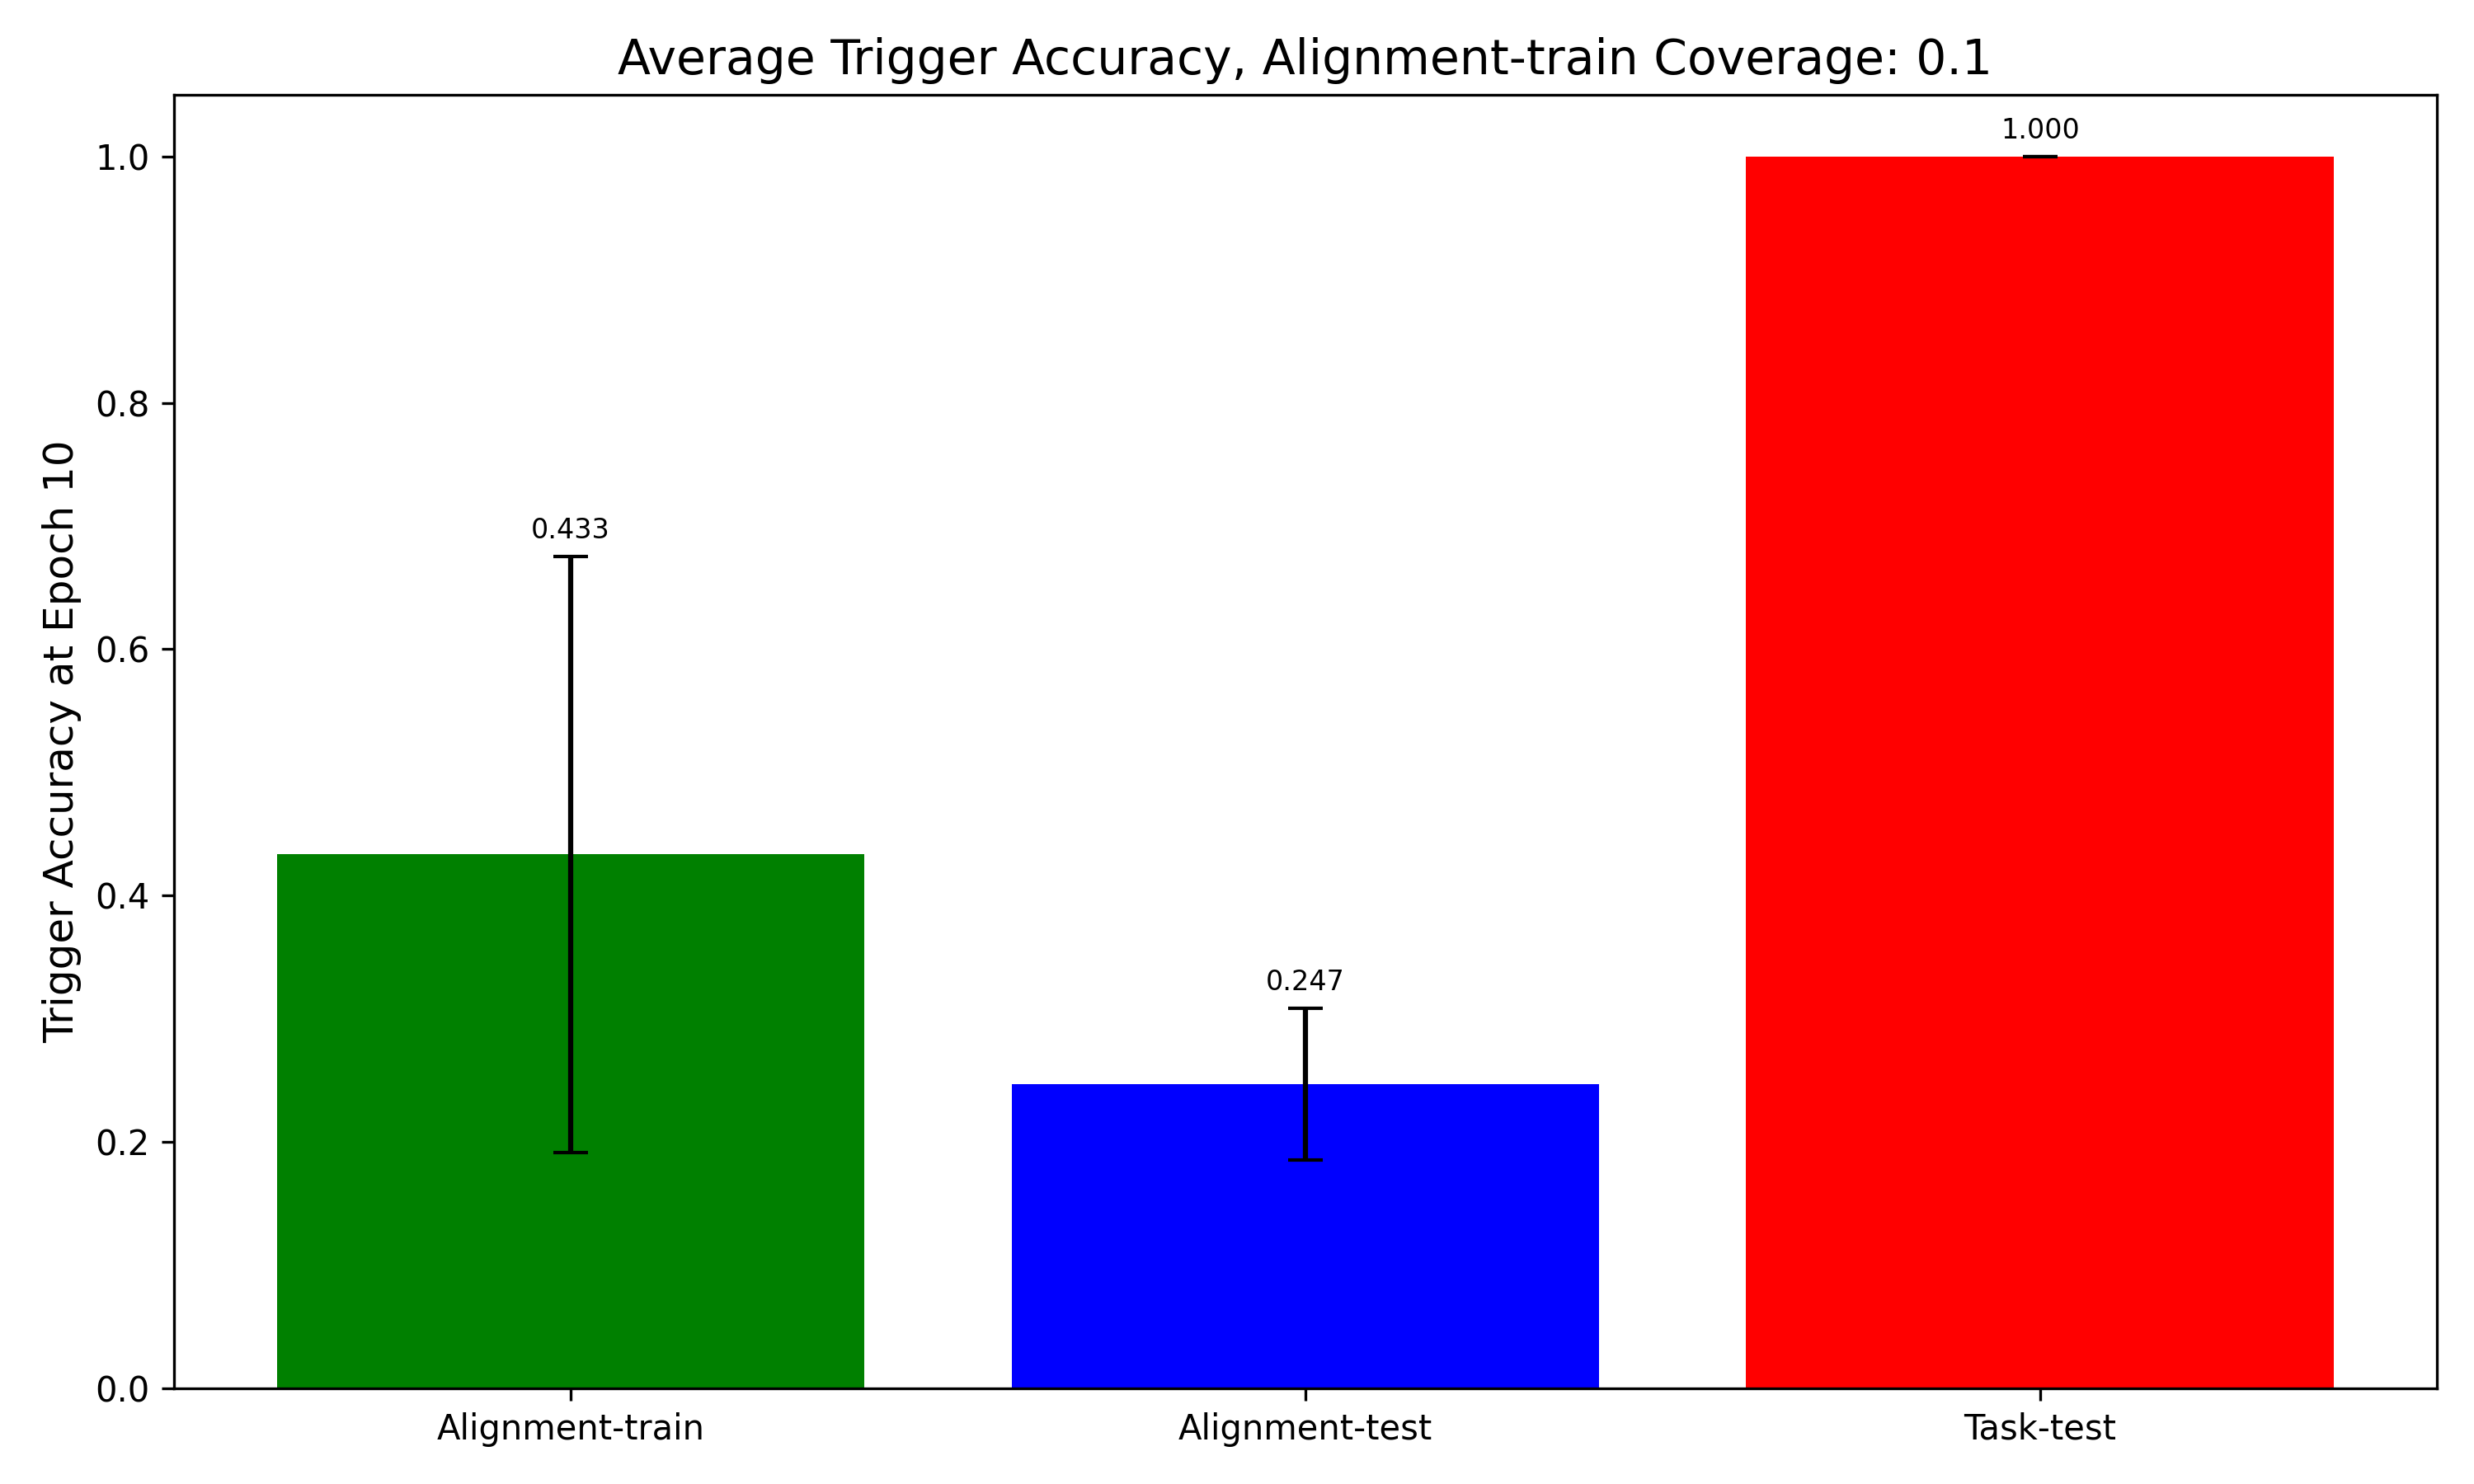 Average Trigger Accuracy, Alignment-train Coverage: 0.1
Trigger Accuracy at Epoch 10
1.0
0.8
0.6
0.4
0.2
0.0
0.433
0.247
1.000
Alignment-train
Alignment-test
Task-test